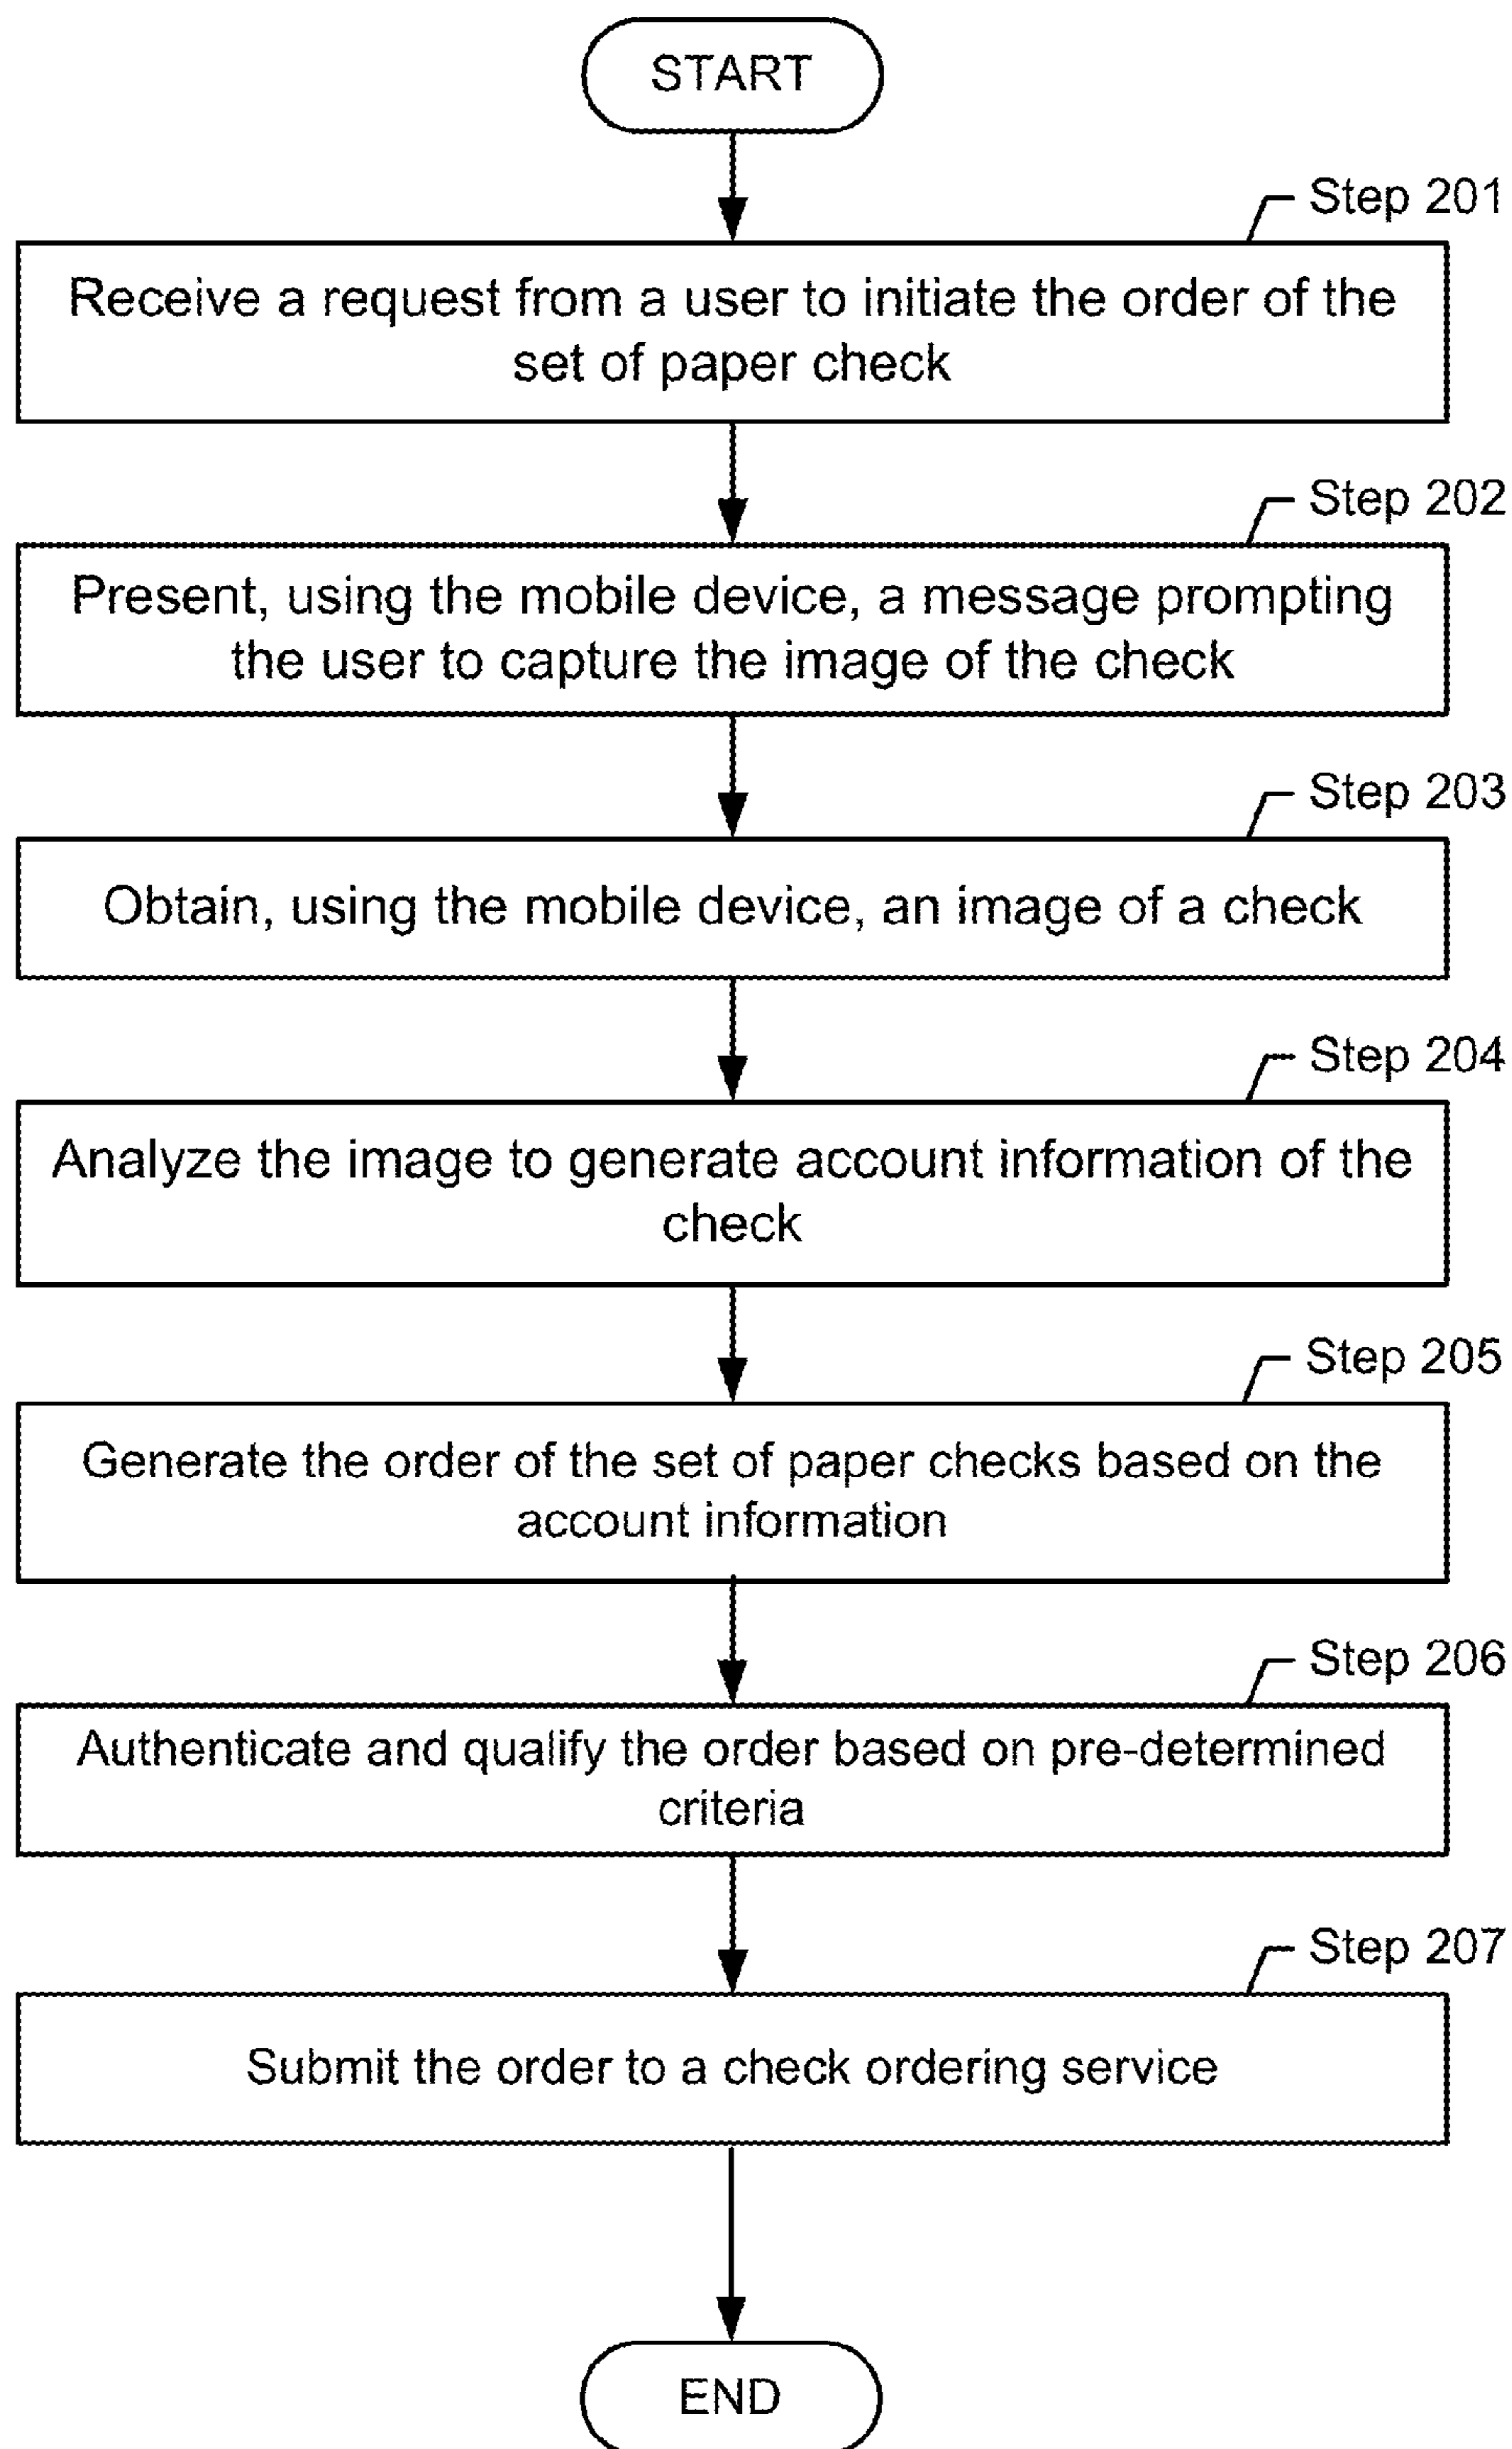 START
Step 201
Receive a request from a user to initiate the order of the
set of paper check
Step 202
Present, using the mobile device, a message prompting
the user to capture the image of the check
Step 203
Obtain, using the mobile device, an image of a check
Step 204
Analyze the image to generate account information of the
check
Step 205
Generate the order of the set of paper checks based on the
account information
Step 206
Authenticate and qualify the order based on pre-determined
criteria
Step 207
Submit the order to a check ordering service
END